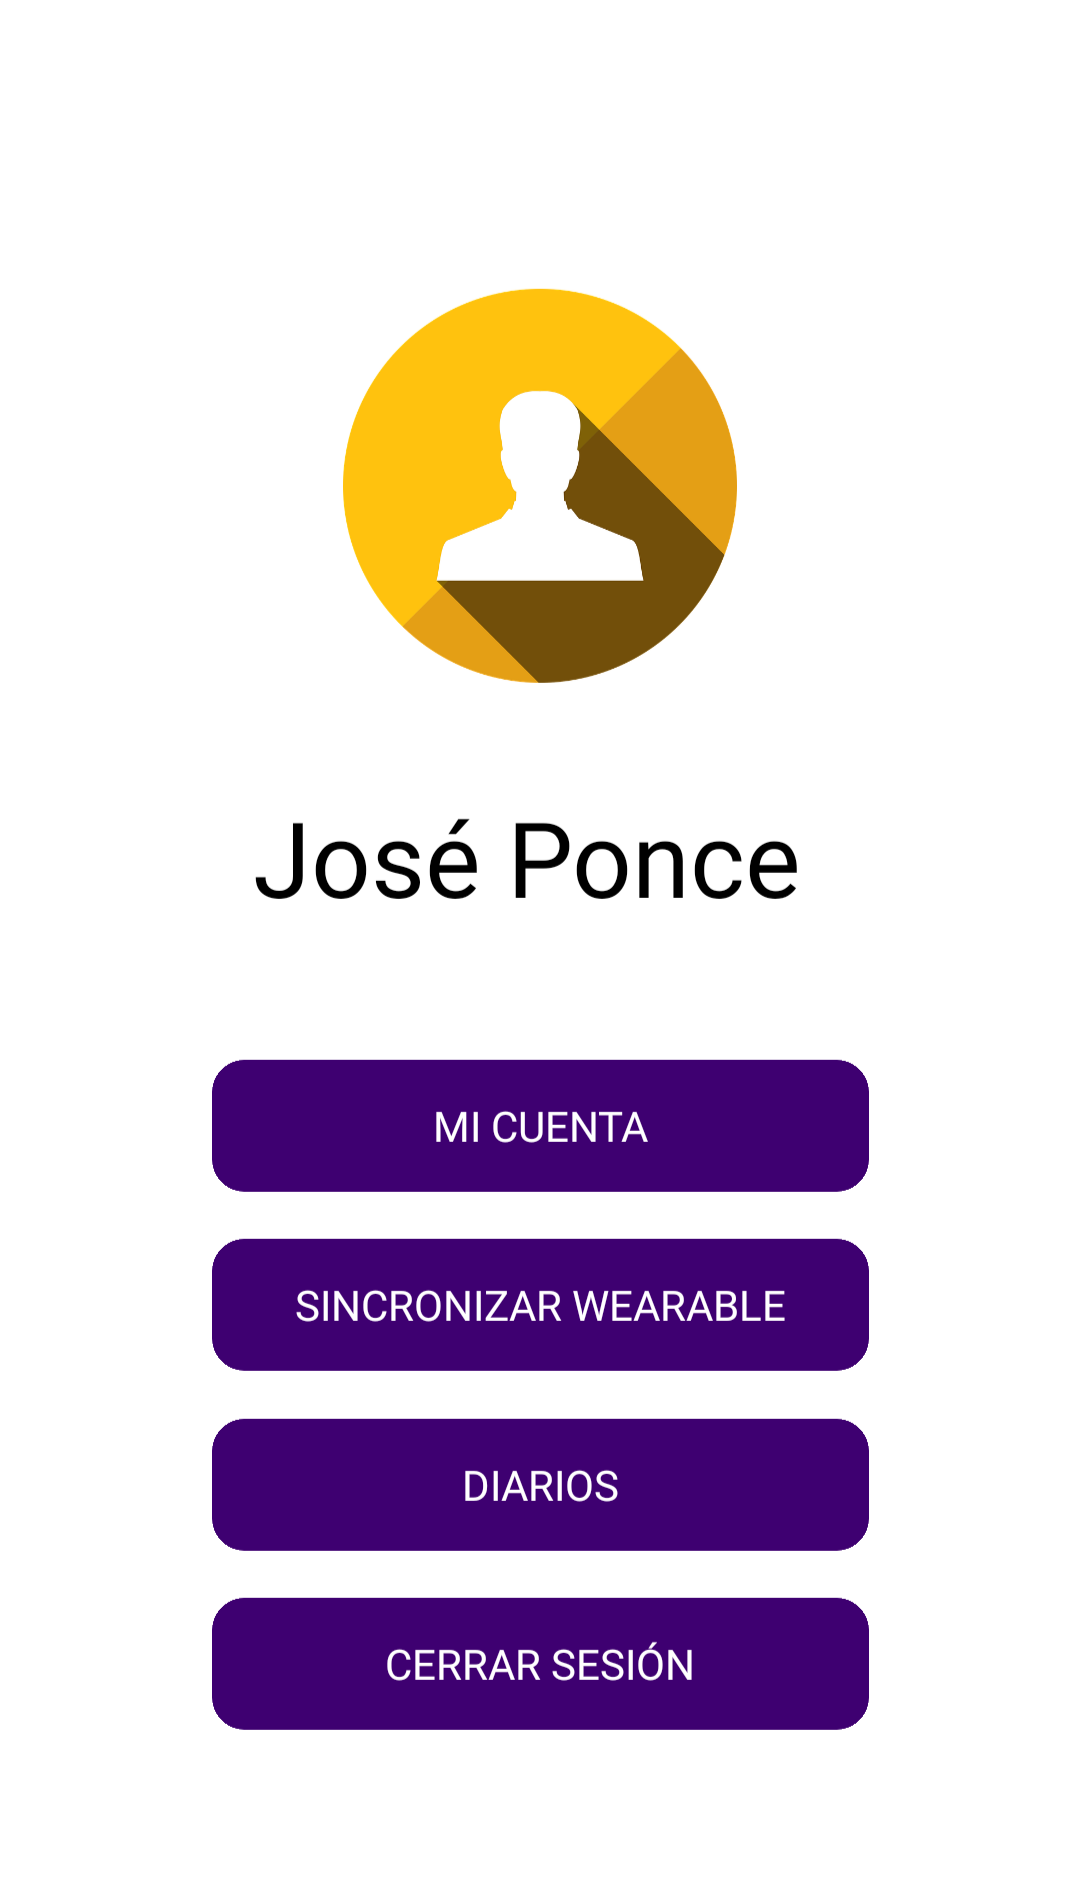 José Ponce
MI CUENTA
SINCRONIZAR WEARABLE
DIARIOS
CERRAR SESIÓN